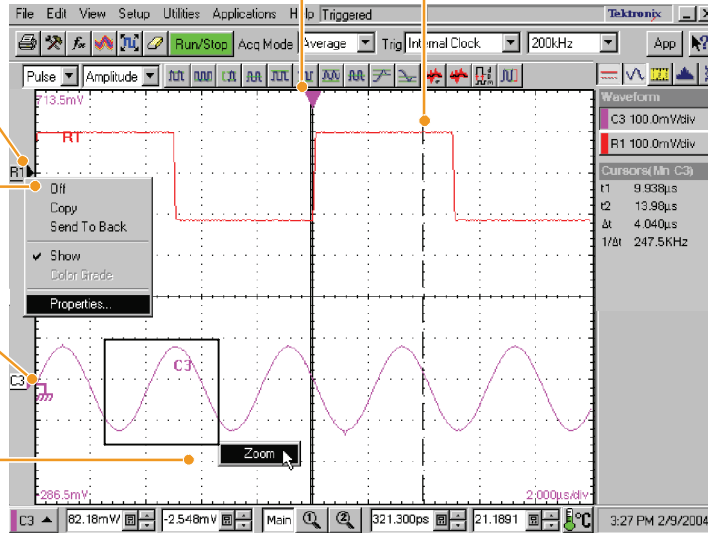 File Edit View Setup Utilities Applications Help Triggered Tektronix
Run/Stop Acq Mode Average Trig Internal Clock 200kHz App
Pulse Amplitude
713.5mV
R1
R1
Off
Copy
Send To Back
Show
Color Grade
Properties...
C3
C3
Zoom
-286.5mV
2.000us/div
Waveform
C3 100.0mV/div
R1 100.0mV/div
Cursors(Mn C3)
t1 9.938µs
t2 13.98µs
Δt 4.040µs
1/Δt 247.5KHz
C3 82.18mV/ -2.548mV Main 1 2 321.300ps 21.1891 °C 3:27 PM 2/9/2004